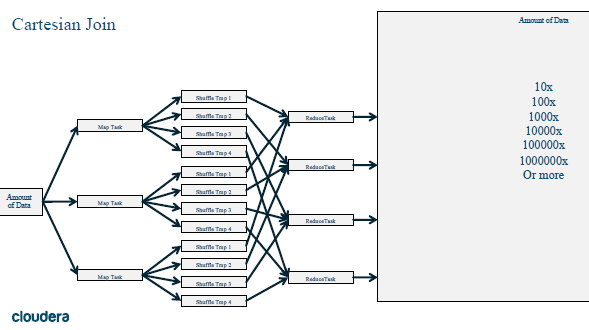 Cartesian Join
Amount of Data
10x
100x
1000x
10000x
100000x
1000000x
Or more
Amount
of Data
Map Task
Map Task
Map Task
Shuffle Tmp 1
Shuffle Tmp 2
Shuffle Tmp 3
Shuffle Tmp 4
Shuffle Tmp 1
Shuffle Tmp 2
Shuffle Tmp 3
Shuffle Tmp 4
Shuffle Tmp 1
Shuffle Tmp 2
Shuffle Tmp 3
Shuffle Tmp 4
ReduceTask
ReduceTask
ReduceTask
ReduceTask
cloudera